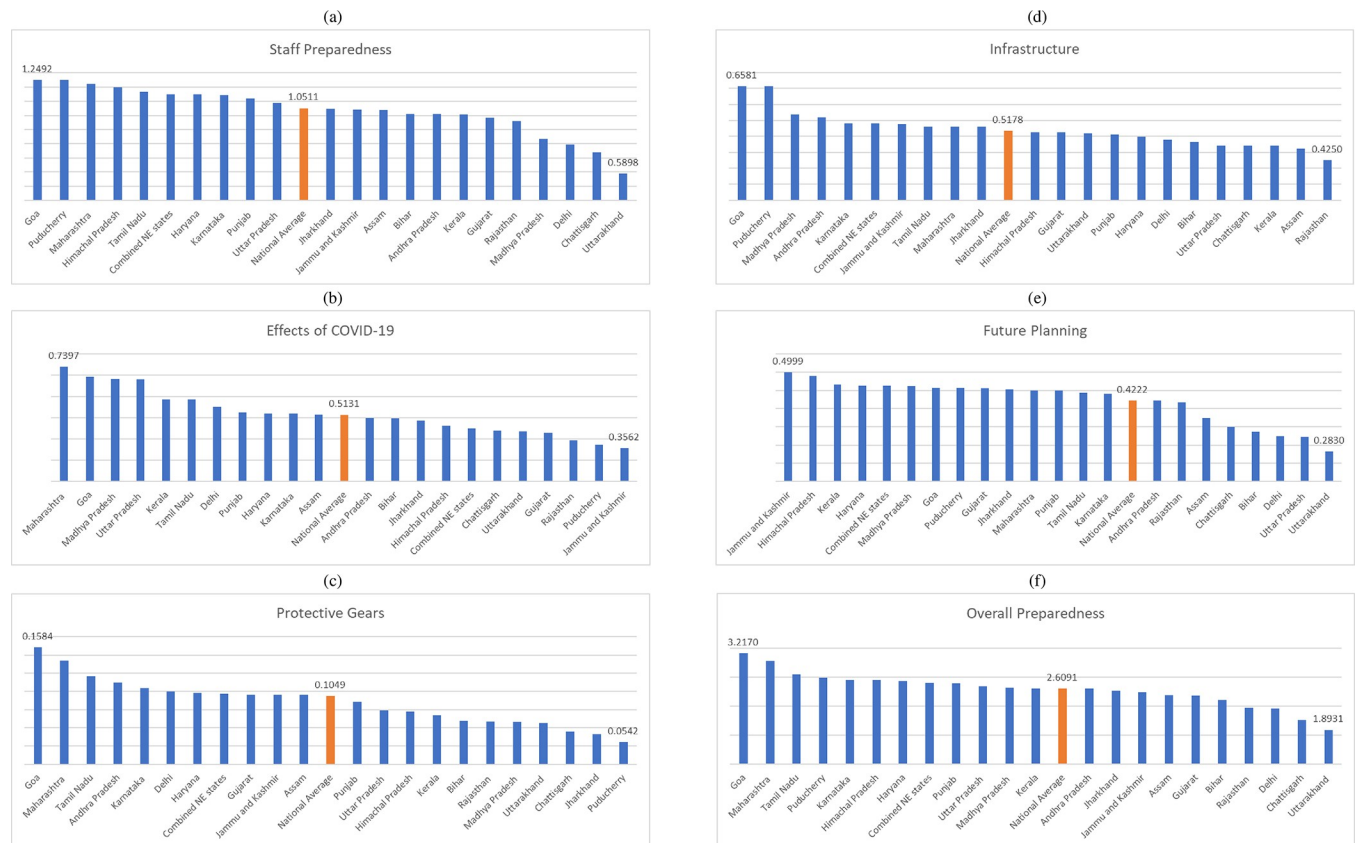 (a)
Staff Preparedness
1.2492
1.0511
0.5898
Goa
Puducherry
Maharashtra
Himachal Pradesh
Tamil Nadu
Combined NE states
Haryana
Karnataka
Punjab
Uttar Pradesh
National Average
Jharkhand
Jammu and Kashmir
Assam
Bihar
Andhra Pradesh
Kerala
Gujarat
Rajasthan
Madhya Pradesh
Delhi
Chattisgarh
Uttarakhand
(b)
Effects of COVID-19
0.7397
0.5131
0.3562
Maharashtra
Goa
Madhya Pradesh
Uttar Pradesh
Kerala
Tamil Nadu
Delhi
Punjab
Haryana
Karnataka
Assam
National Average
Andhra Pradesh
Bihar
Jharkhand
Himachal Pradesh
Combined NE states
Chattisgarh
Uttarakhand
Gujarat
Rajasthan
Puducherry
Jammu and Kashmir
(c)
Protective Gears
0.1584
0.1049
0.0542
Goa
Maharashtra
Tamil Nadu
Andhra Pradesh
Karnataka
Delhi
Haryana
Combined NE states
Gujarat
Jammu and Kashmir
Assam
National Average
Punjab
Uttar Pradesh
Himachal Pradesh
Kerala
Bihar
Rajasthan
Madhya Pradesh
Uttarakhand
Chattisgarh
Jharkhand
Puducherry
(d)
Infrastructure
0.6581
0.5178
0.4250
Goa
Puducherry
Madhya Pradesh
Andhra Pradesh
Karnataka
Combined NE states
Jammu and Kashmir
Tamil Nadu
Maharashtra
Jharkhand
National Average
Himachal Pradesh
Gujarat
Uttarakhand
Punjab
Haryana
Delhi
Bihar
Uttar Pradesh
Chattisgarh
Kerala
Assam
Rajasthan
(e)
Future Planning
0.4999
0.4222
0.2830
Jammu and Kashmir
Himachal Pradesh
Kerala
Haryana
Combined NE states
Madhya Pradesh
Goa
Puducherry
Gujarat
Jharkhand
Maharashtra
Punjab
Tamil Nadu
Karnataka
National Average
Andhra Pradesh
Rajasthan
Assam
Chattisgarh
Bihar
Delhi
Uttar Pradesh
Uttarakhand
(f)
Overall Preparedness
3.2170
2.6091
1.8931
Goa
Maharashtra
Tamil Nadu
Puducherry
Karnataka
Himachal Pradesh
Haryana
Combined NE states
Punjab
Uttar Pradesh
Madhya Pradesh
Kerala
National Average
Andhra Pradesh
Jharkhand
Jammu and Kashmir
Assam
Gujarat
Bihar
Rajasthan
Delhi
Chattisgarh
Uttarakhand